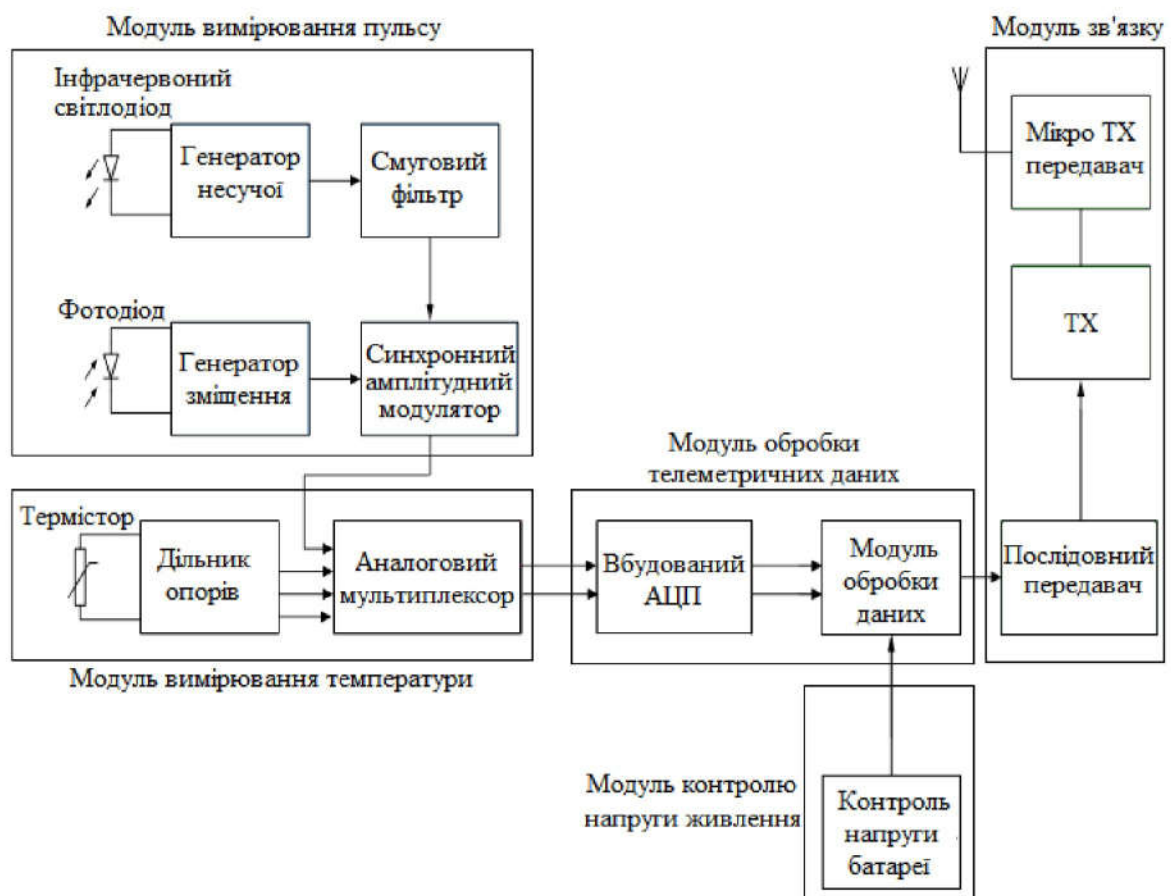 Модуль вимірювання пульсу
Інфрачервоний
світлодіод
Генератор
несучої
Смуговий
фільтр
Фотодіод
Генератор
зміщення
Синхронний
амплітудний
модулятор
Модуль зв'язку
Мікро ТХ
передавач
ТХ
Послідовний
передавач
Термістор
Дільник
опорів
Аналоговий
мультиплексор
Модуль вимірювання температури
Модуль обробки
телеметричних даних
Вбудований
АЦП
Модуль
обробки
даних
Модуль контролю
напруги живлення
Контроль
напруги
батареї